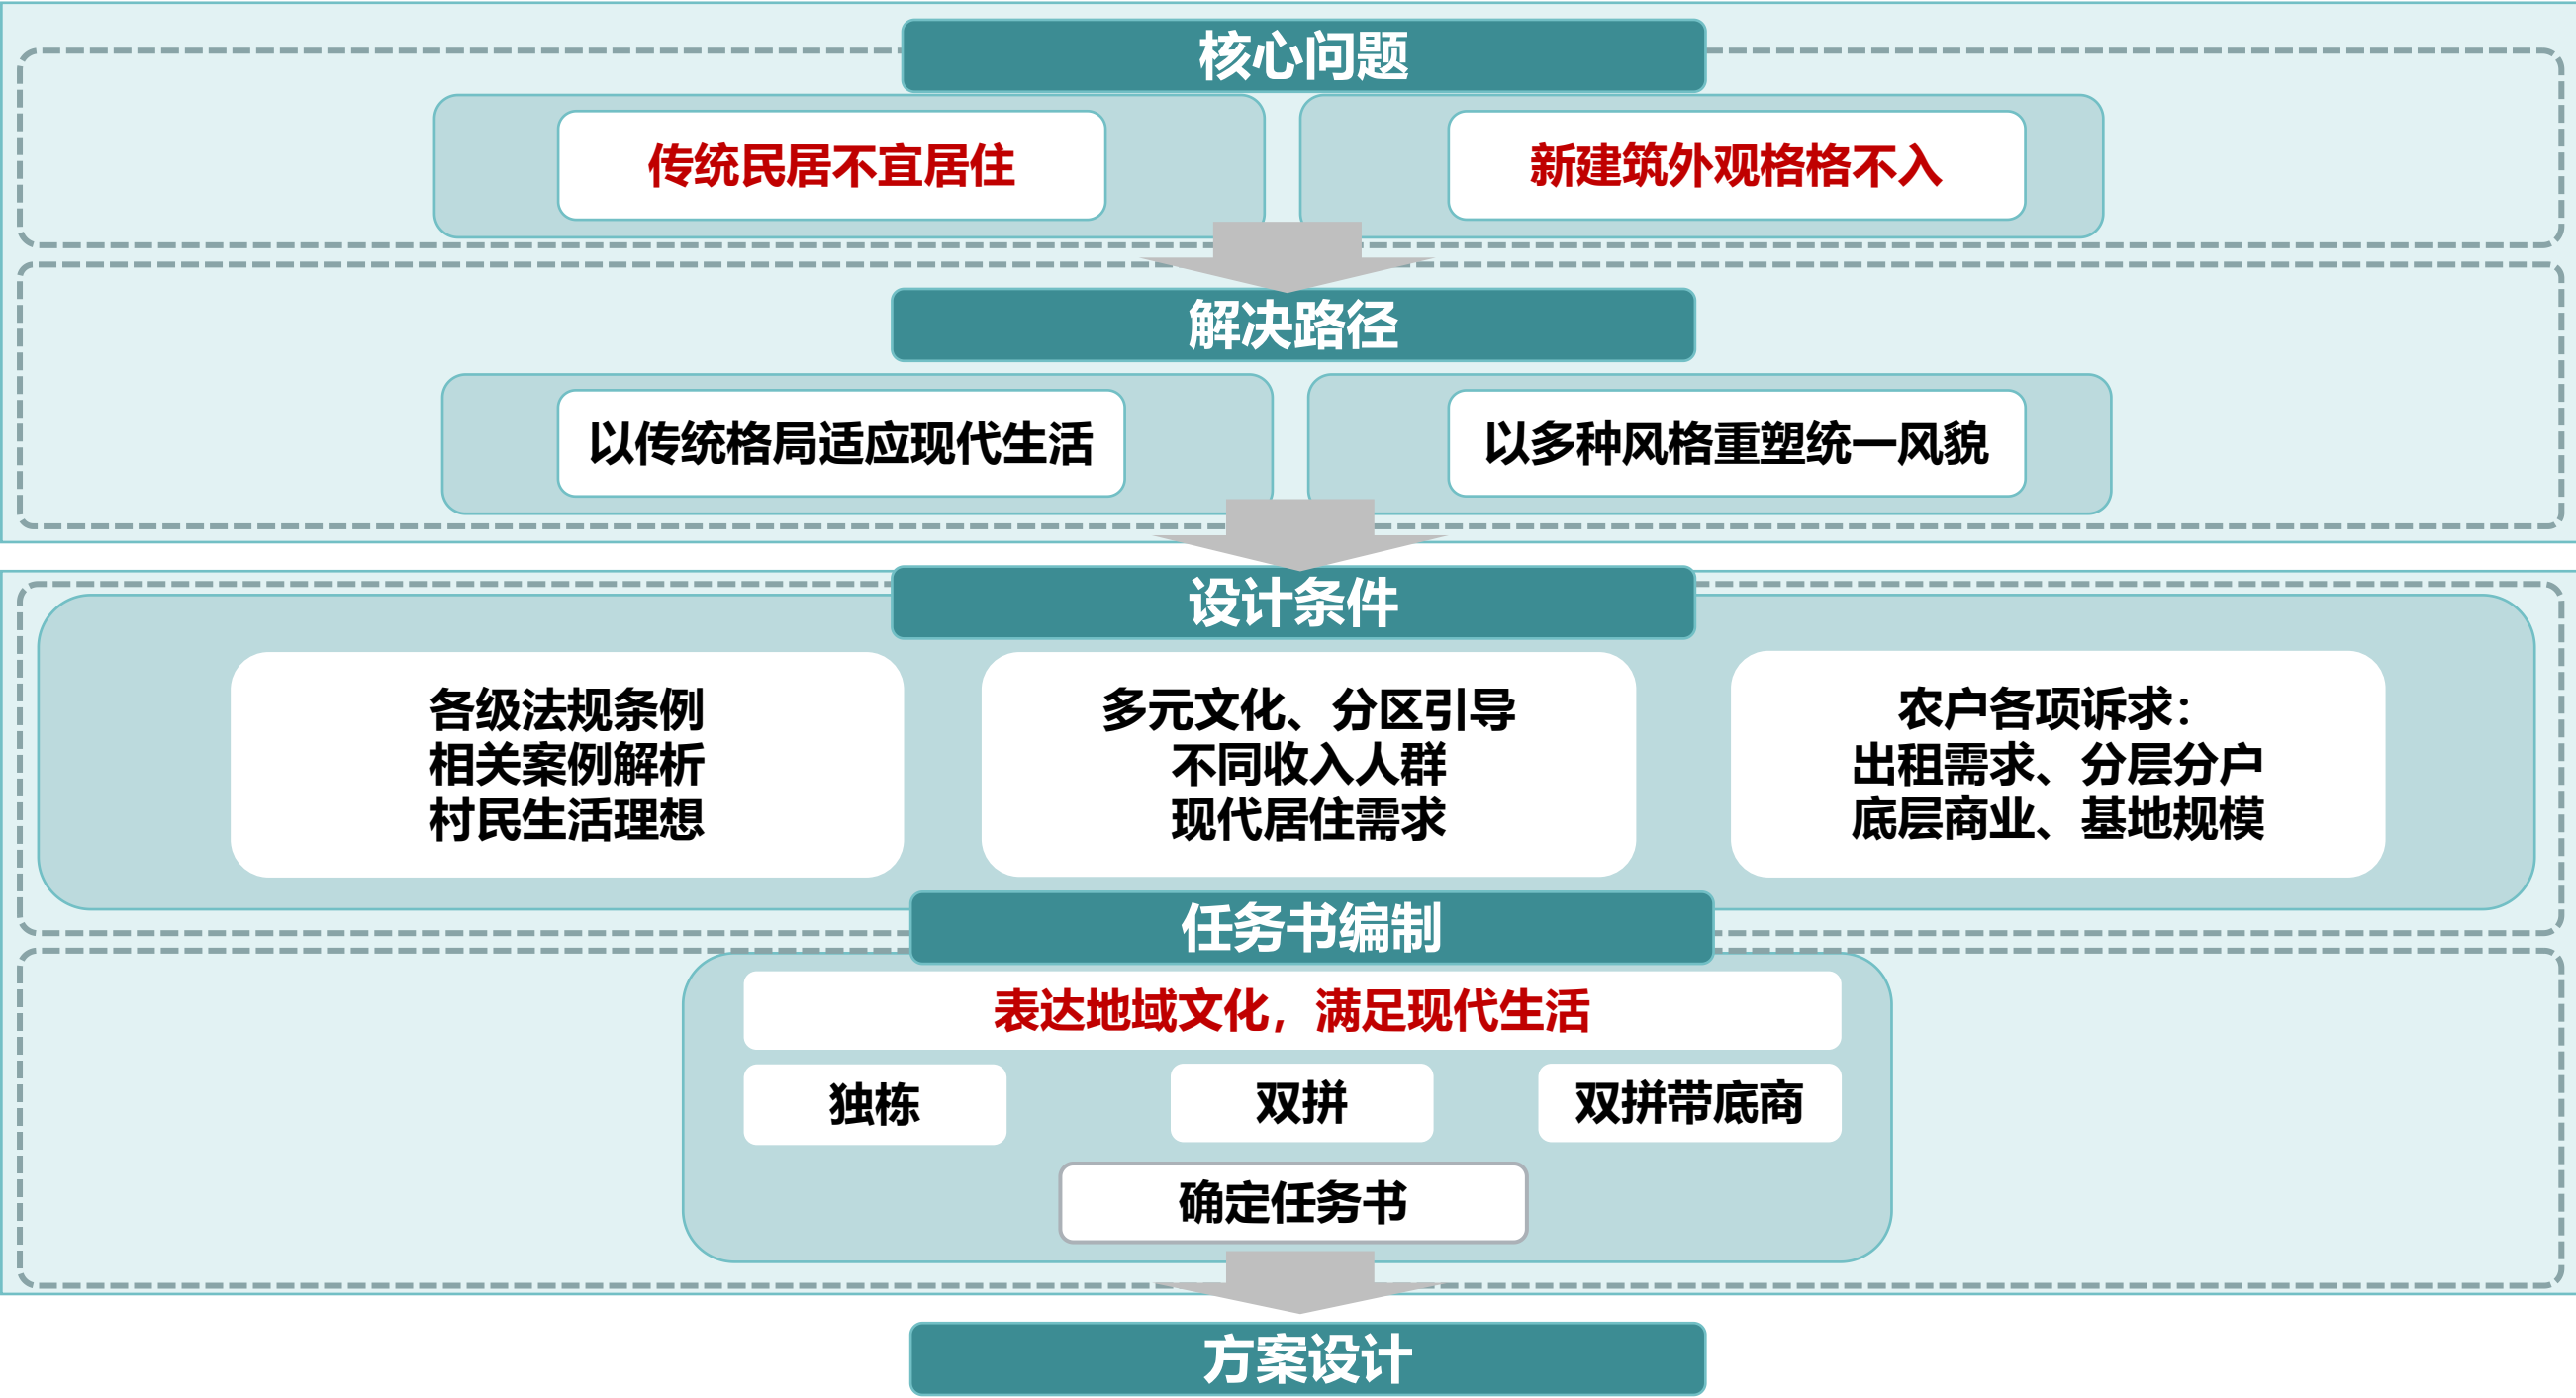 核心问题
传统民居不宜居住
新建筑外观格格不入
解决路径
以传统格局适应现代生活
以多种风格重塑统一风貌
设计条件
各级法规条例
相关案例解析
村民生活理想
多元文化、分区引导
不同收入人群
现代居住需求
农户各项诉求：
出租需求、分层分户
底层商业、基地规模
任务书编制
表达地域文化，满足现代生活
独栋
双拼
双拼带底商
确定任务书
方案设计